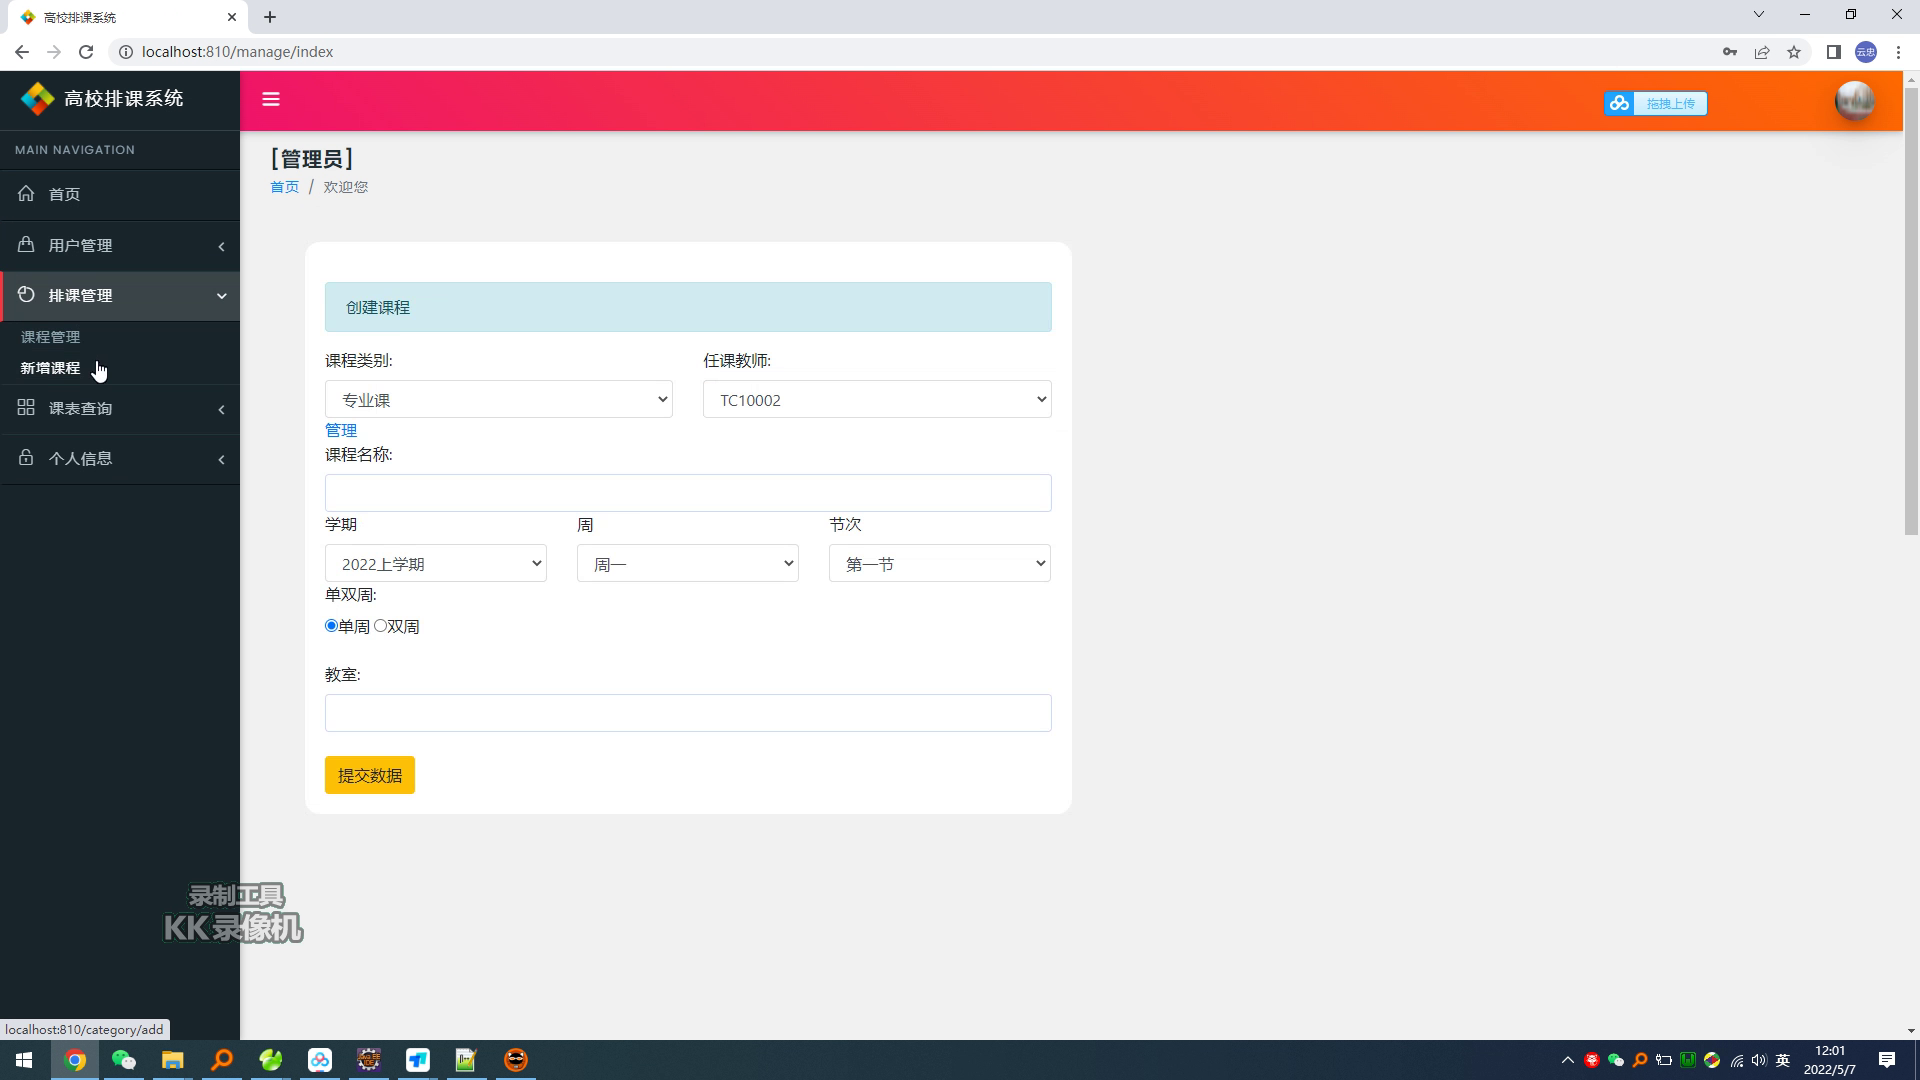 高校排课系统
localhost:810/manage/index
云忠
高校排课系统
拖拽上传
MAIN NAVIGATION
首页
用户管理
排课管理
课程管理
新增课程
课表查询
个人信息
[管理员]
首页 / 欢迎您
创建课程
课程类别:
任课教师:
专业课
TC10002
管理
课程名称:
学期
周
节次
2022上学期
周一
第一节
单双周:
单周 双周
教室:
提交数据
录制工具
KK录像机
localhost:810/category/add
英
12:01
2022/5/7